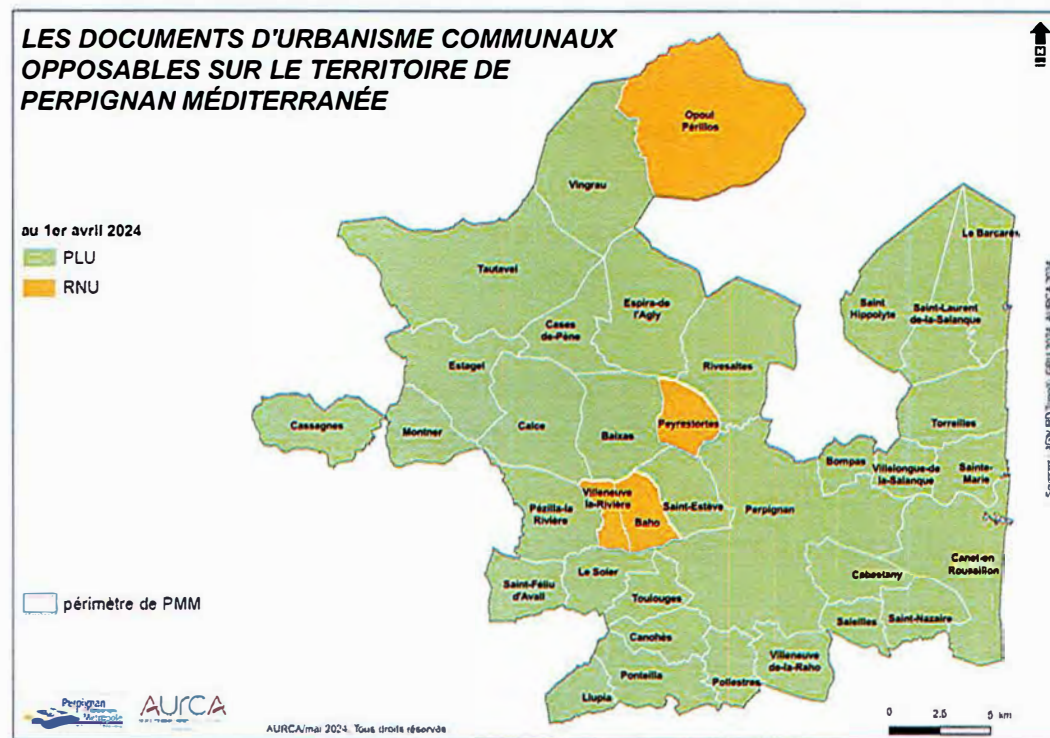 LES DOCUMENTS D'URBANISME COMMUNAUX
OPPOSABLES SUR LE TERRITOIRE DE
PERPIGNAN MÉDITERRANÉE
au 1er avril 2024
PLU
RNU
périmètre de PMM
Opoul
Périllos
Vingrau
Tautavel
Espira-de
l'Agly
Cases
de-Pène
Le Barcarès
Saint
Hippolyte
Saint-Laurent
de-la-Salanque
Rivesaltes
Estagel
Cassagnes
Montner
Calce
Baixas
Peyrestortes
Torreilles
Bompas
Villelongue-de
la-Salanque
Sainte-
Marie
Villeneuve
la-Rivière
Pézilla-la
Rivière
Baho
Saint-Estève
Perpignan
Canet-en
Roussillon
Cabestany
Le Soler
Saint-Féliu
d'Avall
Toulouges
Saleilles
Saint-Nazaire
Canohès
Ponteilla
Pollestres
Villeneuve
de-la-Raho
Llupia
Perpignan
Métropole
AURCA
AURCA/mai 2024. Tous droits réservés
0 2.5 5 km